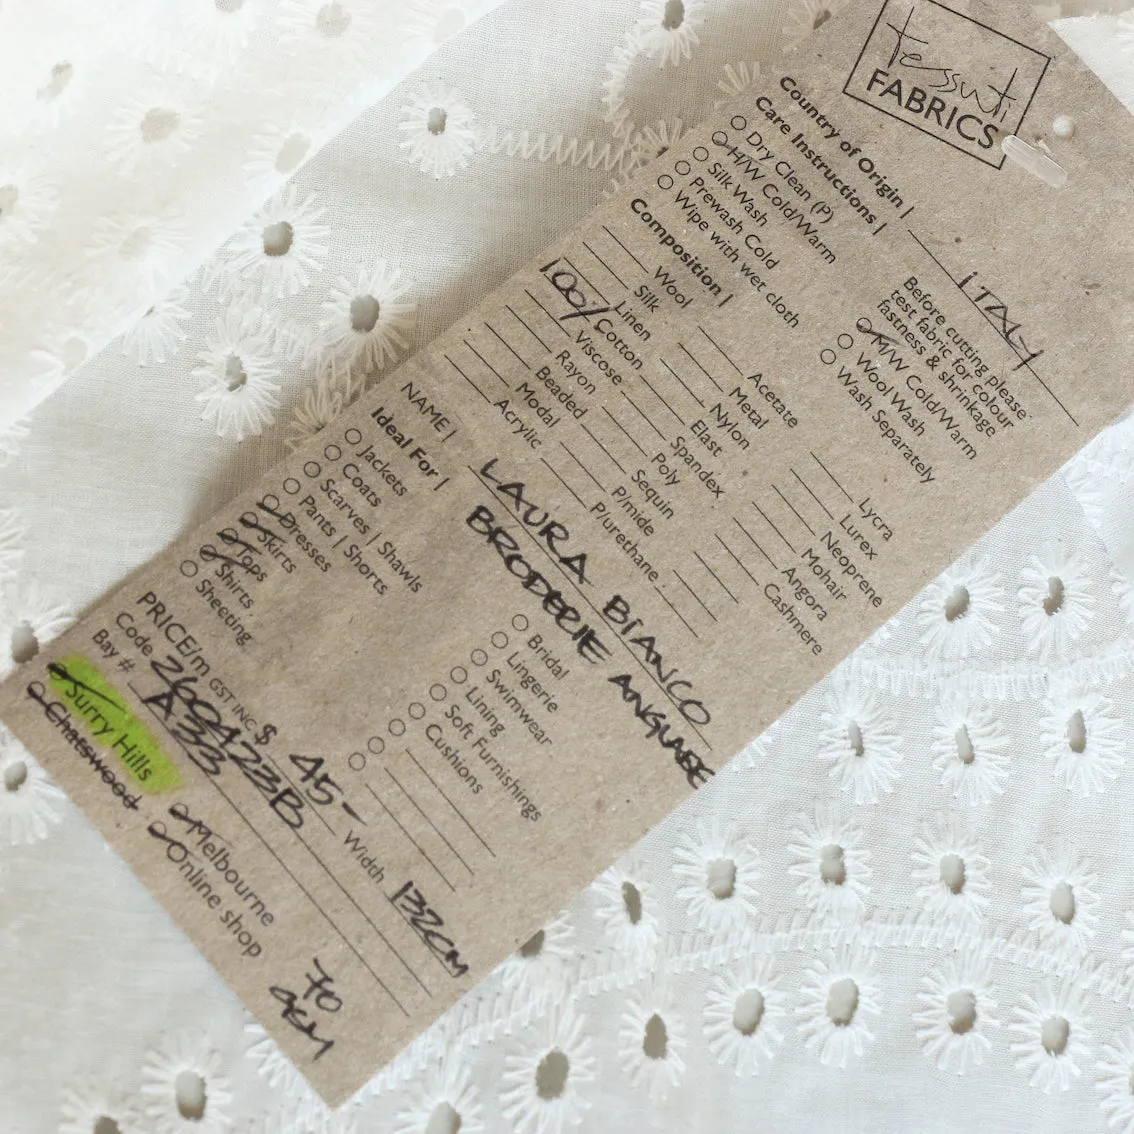 tessuti
FABRICS
Country of Origin | ITALY
Care Instructions |
Dry Clean (P)
H/W Cold/Warm
Silk Wash
Prewash Cold
Wipe with wet cloth
Before cutting please
test fabric for colour
fastness & shrinkage
M/W Cold/Warm
Wool Wash
Wash Separately
Composition |
Wool
Silk
Linen
100% Cotton
Viscose
Rayon
Beaded
Modal
Acrylic
Acetate
Metal
Nylon
Elast
Spandex
Poly
Sequin
P/mide
P/urethane
Lycra
Lurex
Neoprene
Mohair
Angora
Cashmere
NAME | LAURA BIANCO
BRODERIE ANGLAISE
Ideal For |
Jackets
Coats
Scarves | Shawls
Pants | Shorts
Dresses
Skirts
Tops
Shirts
Sheeting
Bridal
Lingerie
Swimwear
Lining
Soft Furnishings
Cushions
PRICE/m GST INC $ 45- Width 132CM
Code 260423B
Bay # A33
Surry Hills
Chatswood
Melbourne
Online shop
70
GSM